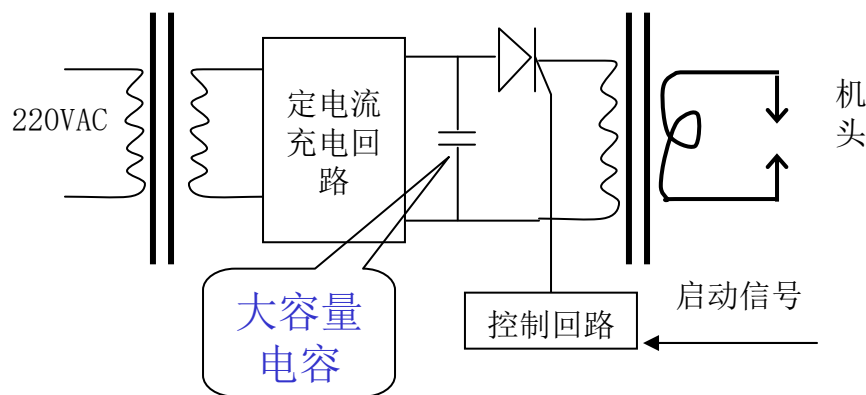 220VAC
定电流
充电回
路
机
头
大容量
电容
控制回路
启动信号